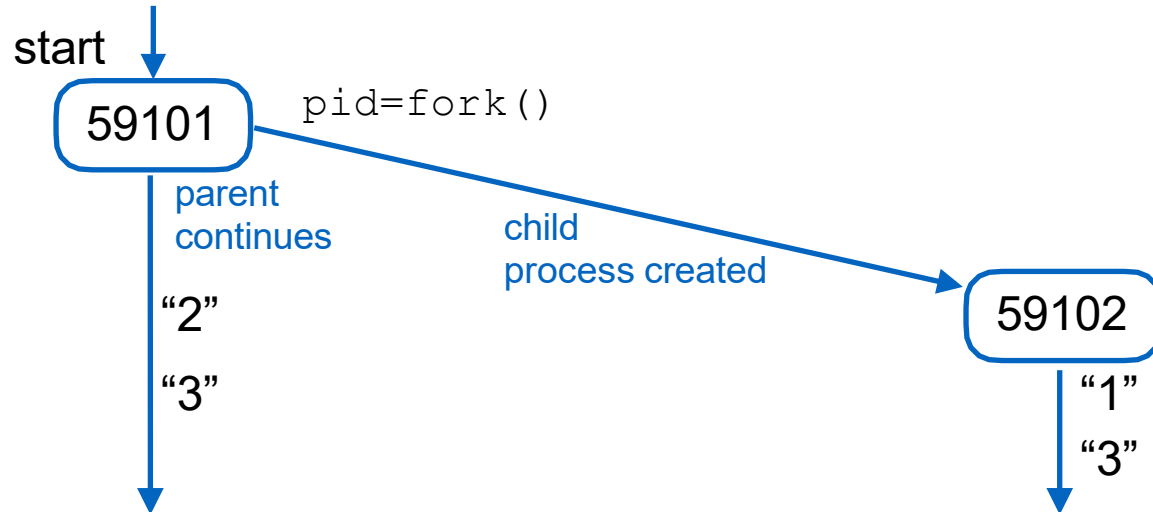 start
59101
pid=fork()
parent
continues
child
process created
59102
“2”
“3”
“1”
“3”